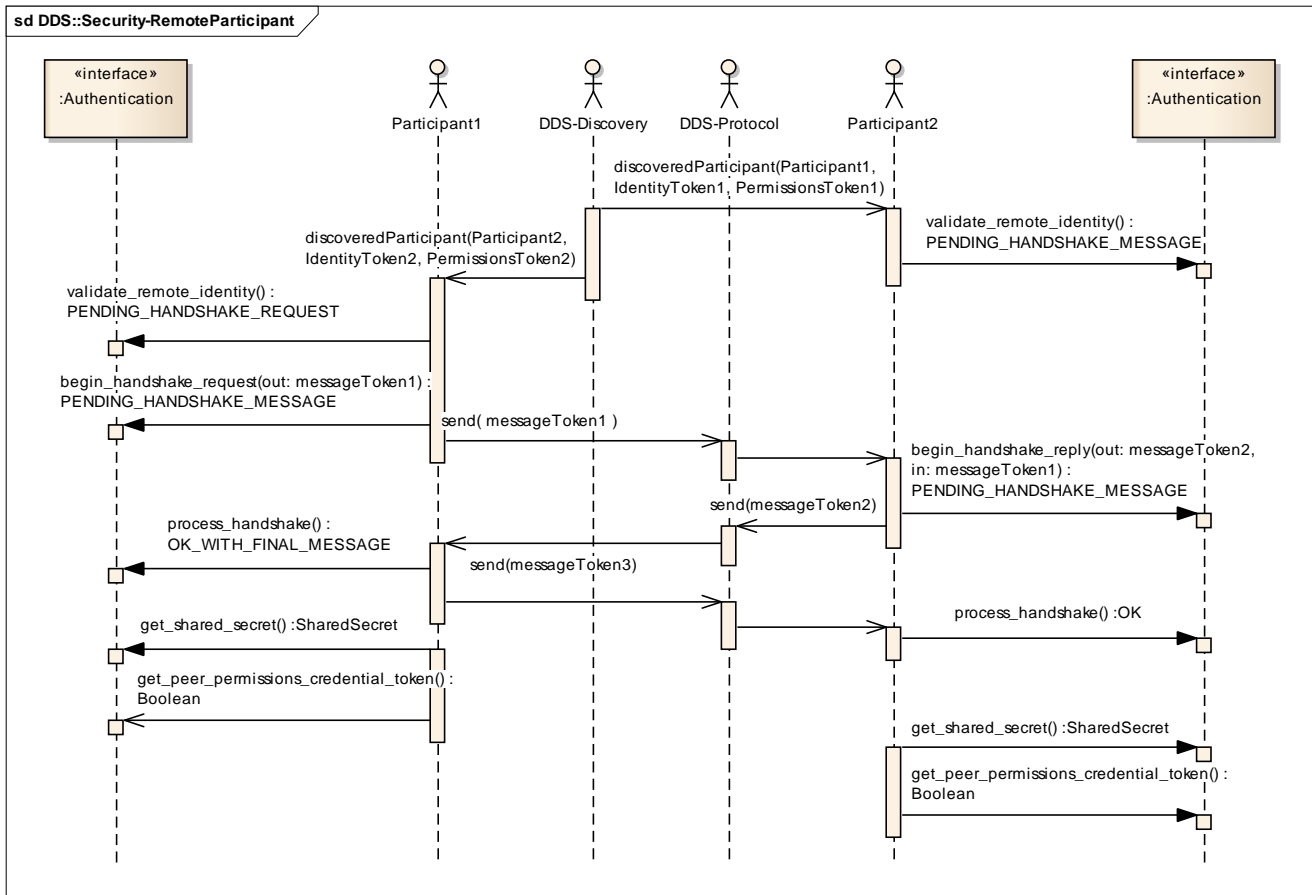 sd DDS::Security-RemoteParticipant
«interface»
:Authentication
Participant1
DDS-Discovery
DDS-Protocol
Participant2
«interface»
:Authentication
discoveredParticipant(Participant1,
IdentityToken1, PermissionsToken1)
validate_remote_identity() :
PENDING_HANDSHAKE_MESSAGE
discoveredParticipant(Participant2,
IdentityToken2, PermissionsToken2)
validate_remote_identity() :
PENDING_HANDSHAKE_REQUEST
begin_handshake_request(out: messageToken1) :
PENDING_HANDSHAKE_MESSAGE
send( messageToken1 )
begin_handshake_reply(out: messageToken2,
in: messageToken1) :
PENDING_HANDSHAKE_MESSAGE
send(messageToken2)
process_handshake() :
OK_WITH_FINAL_MESSAGE
send(messageToken3)
process_handshake() :OK
get_shared_secret() :SharedSecret
get_peer_permissions_credential_token() :
Boolean
get_shared_secret() :SharedSecret
get_peer_permissions_credential_token() :
Boolean